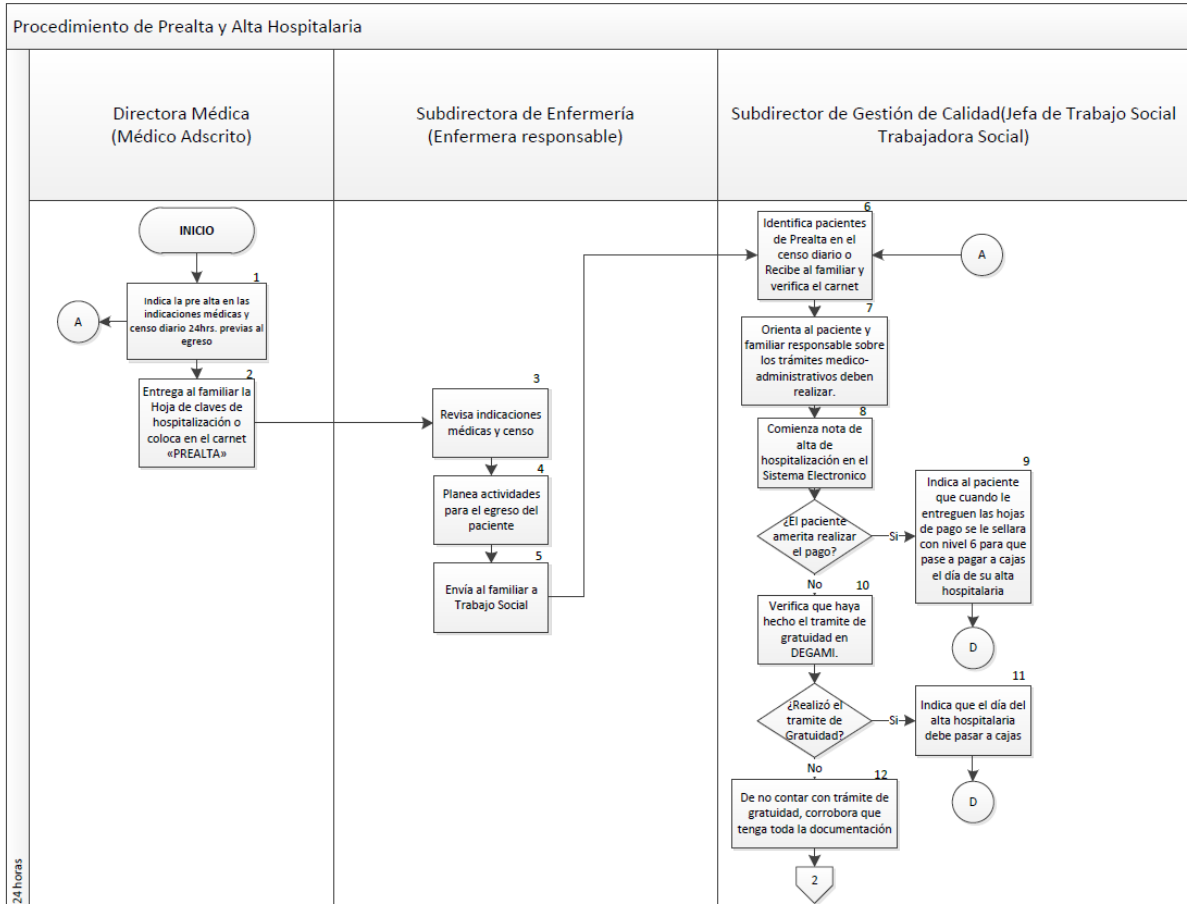 Procedimiento de Prealta y Alta Hospitalaria
Directora Médica
(Médico Adscrito)
Subdirectora de Enfermería
(Enfermera responsable)
Subdirector de Gestión de Calidad(Jefa de Trabajo Social
Trabajadora Social)
24 horas
INICIO
1
Indica la pre alta en las
indicaciones médicas y
censo diario 24hrs. previas al
egreso
A
2
Entrega al familiar la
Hoja de claves de
hospitalización o
coloca en el carnet
«PREALTA»
3
Revisa indicaciones
médicas y censo
4
Planea actividades
para el egreso del
paciente
5
Envía al familiar a
Trabajo Social
6
Identifica pacientes
de Prealta en el
censo diario o
Recibe al familiar y
verifica el carnet
A
7
Orienta al paciente y
familiar responsable sobre
los trámites medico-
administrativos deben
realizar.
8
Comienza nota de
alta de
hospitalización en el
Sistema Electronico
¿El paciente
amerita realizar
el pago?
Si
9
Indica al paciente
que cuando le
entreguen las hojas
de pago se le sellara
con nivel 6 para que
pase a pagar a cajas
el día de su alta
hospitalaria
D
No
10
Verifica que haya
hecho el tramite de
gratuidad en
DEGAMI.
¿Realizó el
tramite de
Gratuidad?
Si
11
Indica que el día del
alta hospitalaria
debe pasar a cajas
D
No
12
De no contar con trámite de
gratuidad, corrobora que
tenga toda la documentación
2